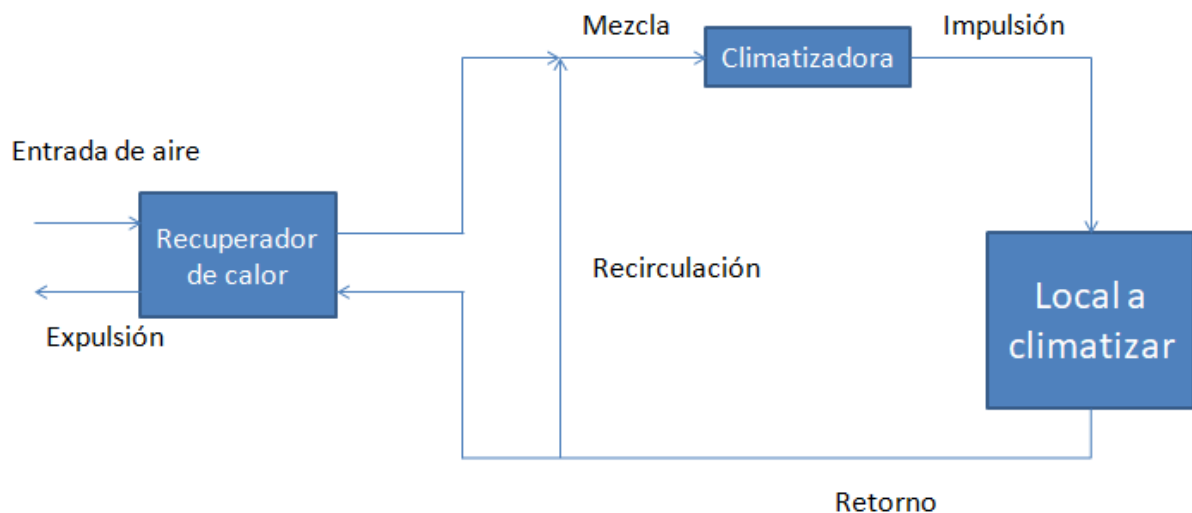 Mezcla
Climatizadora
Impulsión
Entrada de aire
Recuperador
de calor
Recirculación
Expulsión
Local a
climatizar
Retorno